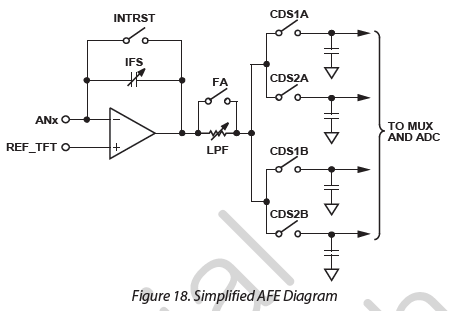 INTRST
IFS
ANx
REF_TFT
FA
LPF
CDS1A
CDS2A
CDS1B
CDS2B
TO MUX
AND ADC
Figure 18. Simplified AFE Diagram